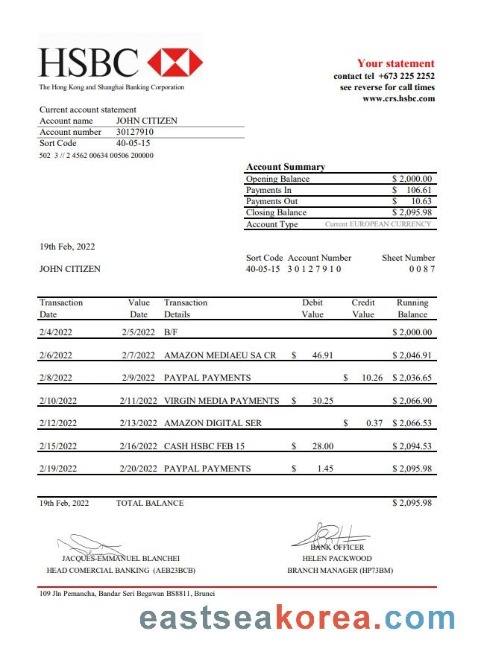 HSBC
The Hong Kong and Shanghai Banking Corporation
Your statement
contact tel +673 225 2252
see reverse for call times
www.crs.hsbc.com
Current account statement
Account name JOHN CITIZEN
Account number 30127910
Sort Code 40-05-15
502 3 // 2 4562 00634 00506 200000
Account Summary
Opening Balance $ 2,000.00
Payments In $ 106.61
Payments Out $ 10.63
Closing Balance $ 2,095.98
Account Type Current EUROPEAN CURRENCY
19th Feb, 2022
Sort Code Account Number Sheet Number
JOHN CITIZEN 40-05-15 3 0 1 2 7 9 1 0 0 0 8 7
Transaction Value Transaction Debit Credit Running
Date Date Details Value Value Balance
2/4/2022 2/5/2022 B/F $ 2,000.00
2/6/2022 2/7/2022 AMAZON MEDIAEU SA CR $ 46.91 $ 2,046.91
2/8/2022 2/9/2022 PAYPAL PAYMENTS $ 10.26 $ 2,036.65
2/10/2022 2/11/2022 VIRGIN MEDIA PAYMENTS $ 30.25 $ 2,066.90
2/12/2022 2/13/2022 AMAZON DIGITAL SER $ 0.37 $ 2,066.53
2/15/2022 2/16/2022 CASH HSBC FEB 15 $ 28.00 $ 2,094.53
2/19/2022 2/20/2022 PAYPAL PAYMENTS $ 1.45 $ 2,095.98
19th Feb, 2022 TOTAL BALANCE $ 2,095.98
BANK OFFICER
JACQUES-EMMANUEL BLANCHEI HELEN PACKWOOD
HEAD COMERCIAL BANKING (AEB23BCB) BRANCH MANAGER (HP73BM)
109 Jln Pemancha, Bandar Seri Begawan BS8811, Brunei
eastseakorea.com